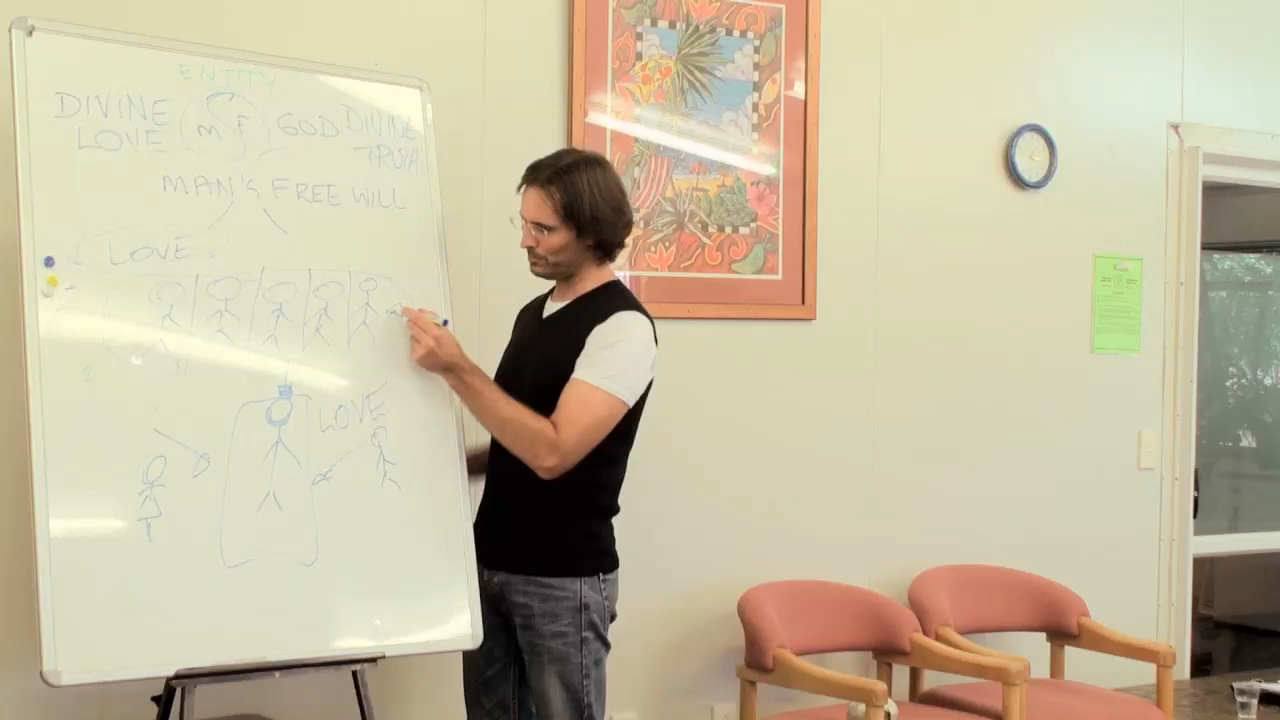 ENTITY
DIVINE LOVE
M F
GOD
DIVINE TRUTH
MAN'S FREE WILL
LOVE
LOVE